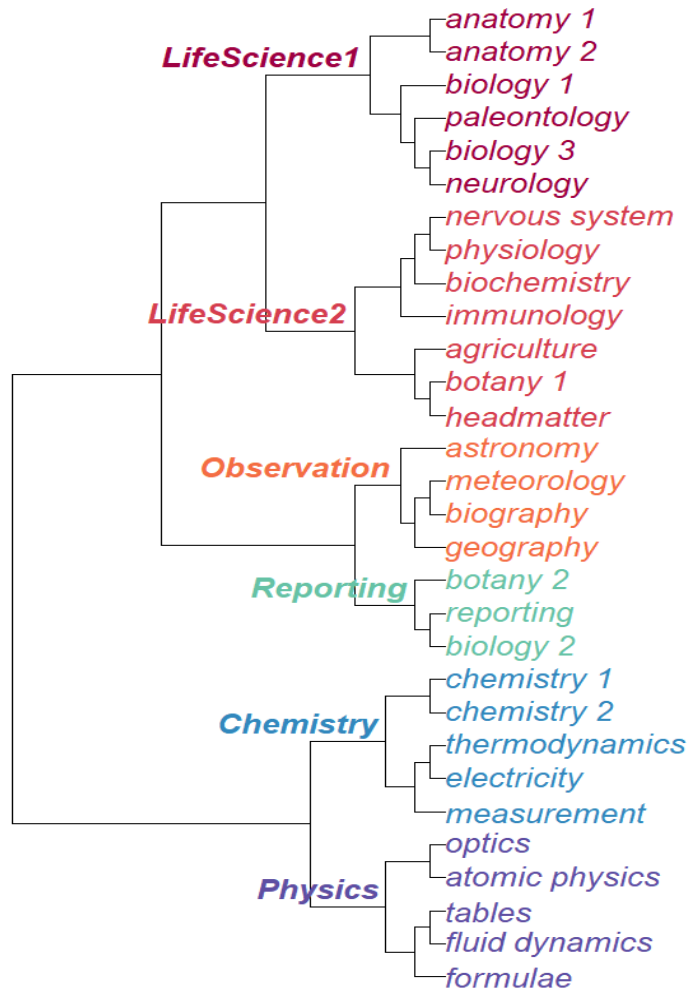 anatomy 1
LifeScience1
anatomy 2
biology 1
paleontology
biology 3
neurology
nervous system
physiology
biochemistry
LifeScience2
immunology
agriculture
botany 1
headmatter
astronomy
Observation
meteorology
biography
geography
botany 2
Reporting
reporting
biology 2
chemistry 1
chemistry 2
Chemistry
thermodynamics
electricity
measurement
optics
atomic physics
Physics
tables
fluid dynamics
formulae